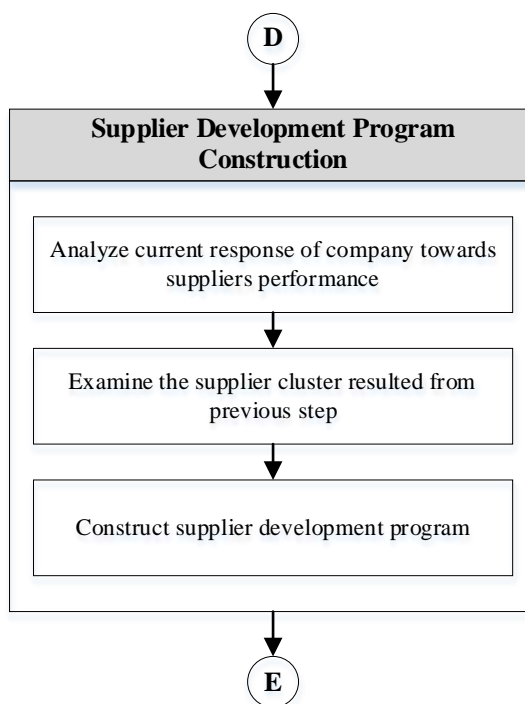 D
Supplier Development Program
Construction
Analyze current response of company towards
suppliers performance
Examine the supplier cluster resulted from
previous step
Construct supplier development program
E